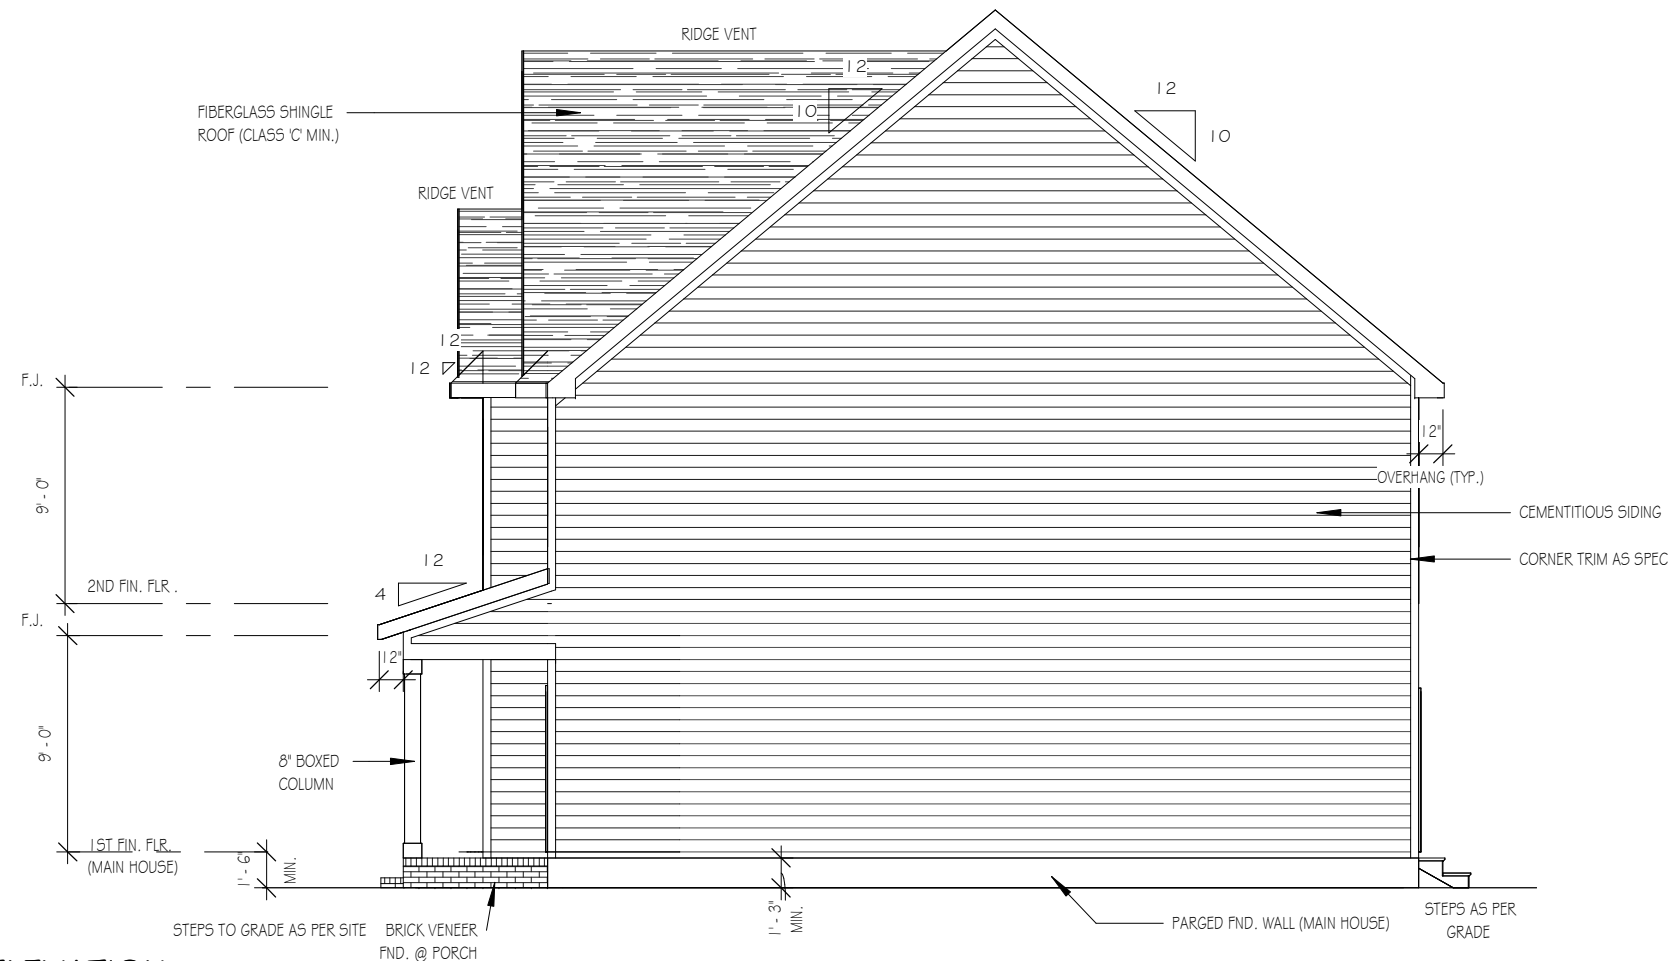 RIDGE VENT
12
12
10
10
FIBERGLASS SHINGLE
ROOF (CLASS 'C' MIN.)
RIDGE VENT
12
12
F.J.
12"
OVERHANG (TYP.)
9' - 0"
CEMENTITIOUS SIDING
CORNER TRIM AS SPEC
12
4
2ND FIN. FLR .
F.J.
12"
9' - 0"
8" BOXED
COLUMN
1ST FIN. FLR.
(MAIN HOUSE)
1' - 6"
MIN.
1' - 3"
MIN.
STEPS TO GRADE AS PER SITE
BRICK VENEER
FND. @ PORCH
PARGED FND. WALL (MAIN HOUSE)
STEPS AS PER
GRADE